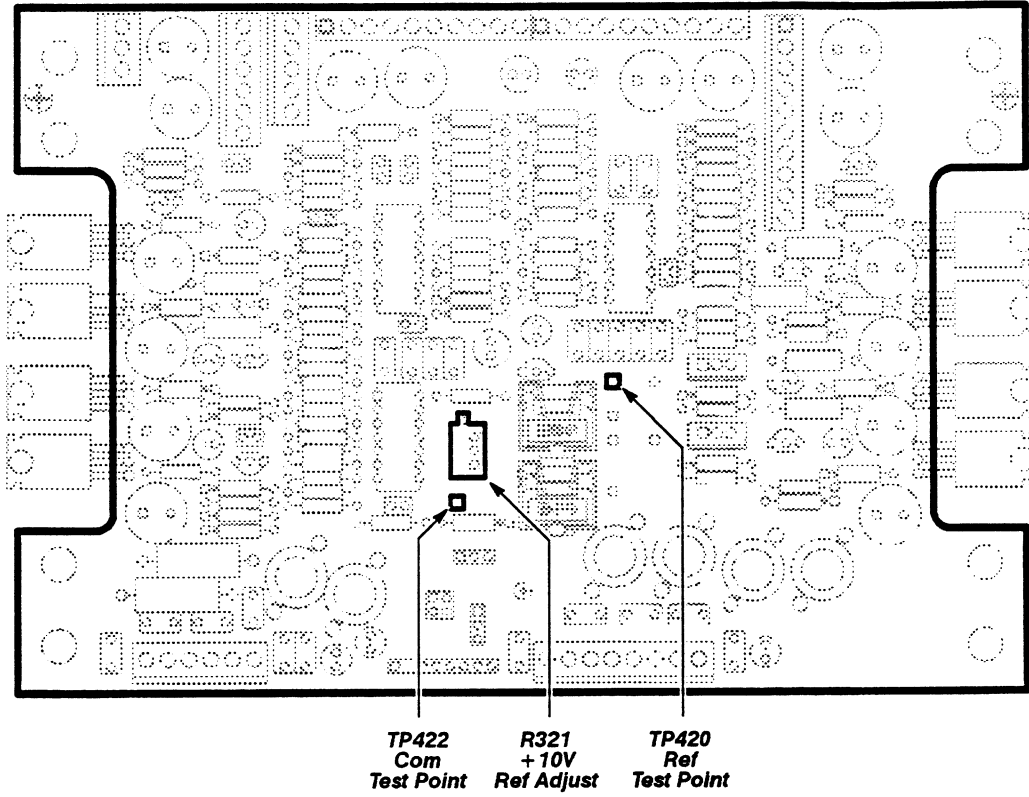 TP422
Com
Test Point
R321
+10V
Ref Adjust
TP420
Ref
Test Point